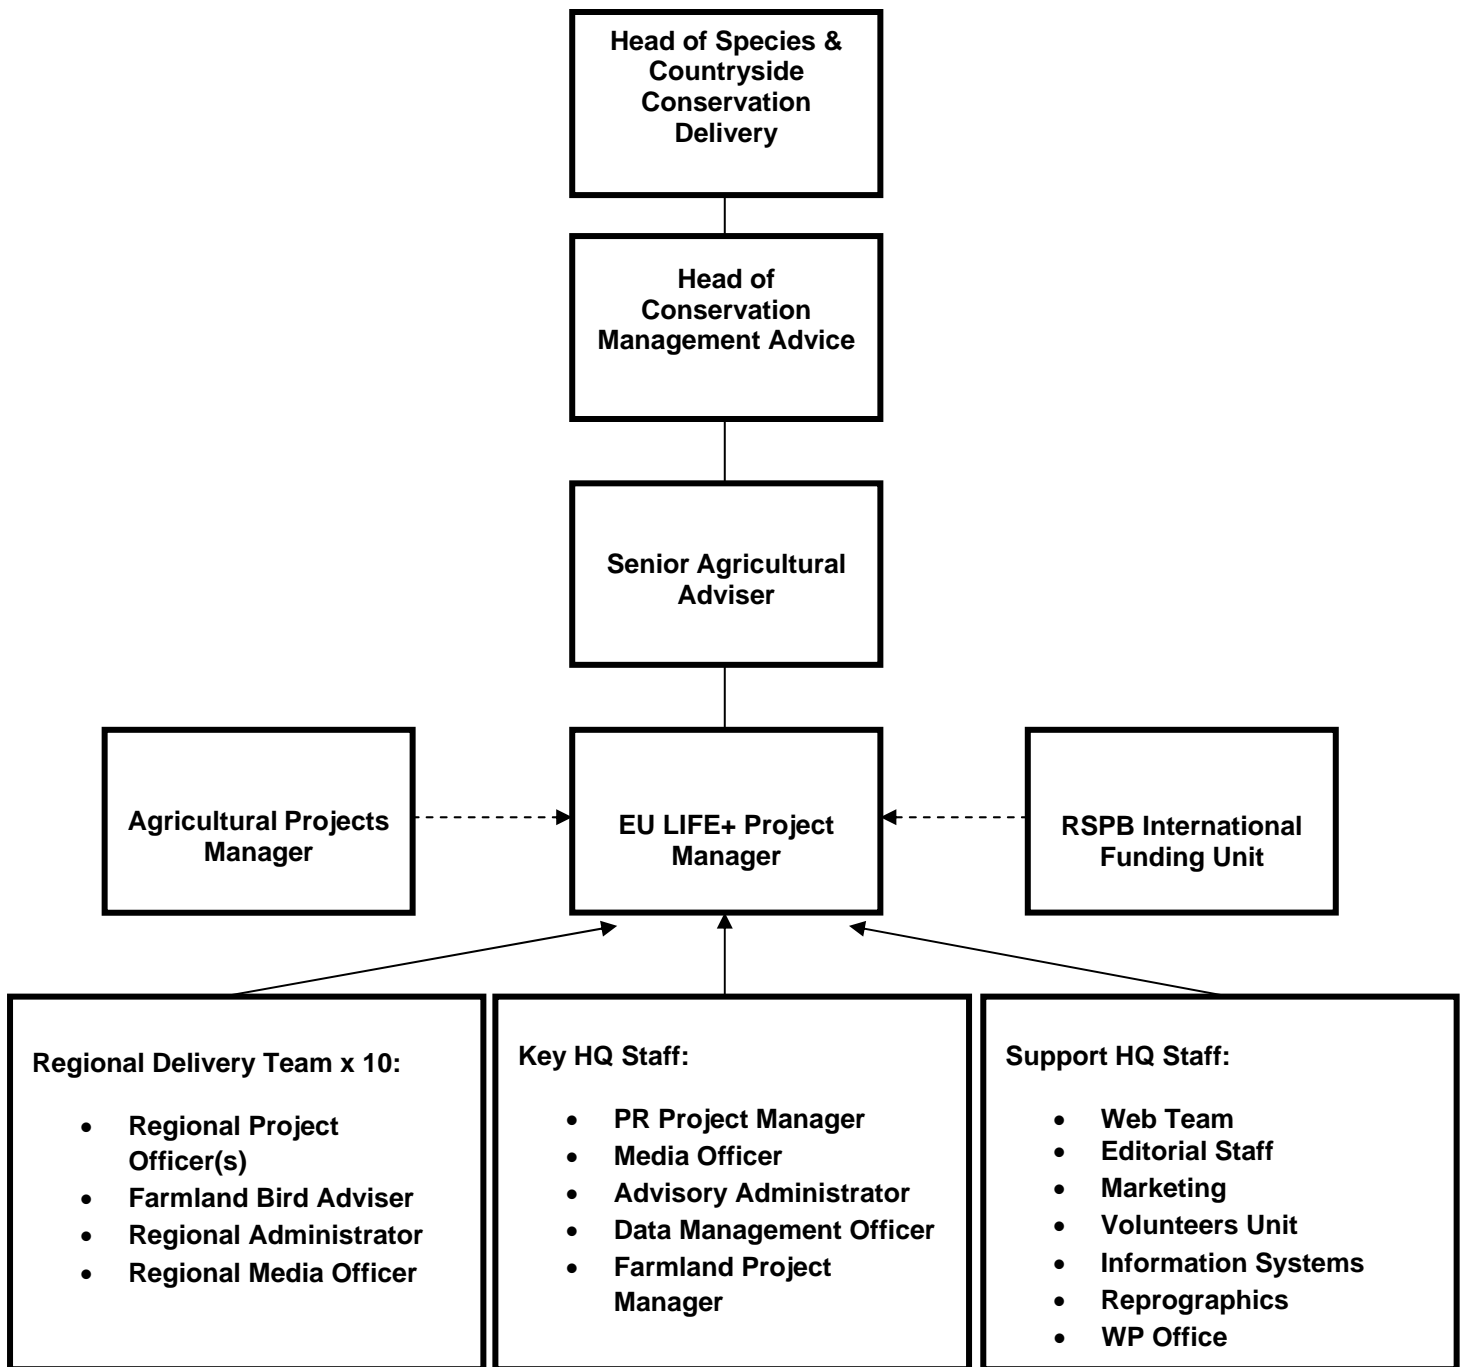 Head of Species &
Countryside
Conservation
Delivery
Head of
Conservation
Management Advice
Senior Agricultural
Adviser
Agricultural Projects
Manager
EU LIFE+ Project
Manager
RSPB International
Funding Unit
Regional Delivery Team x 10:
• Regional Project
Officer(s)
• Farmland Bird Adviser
• Regional Administrator
• Regional Media Officer
Key HQ Staff:
• PR Project Manager
• Media Officer
• Advisory Administrator
• Data Management Officer
• Farmland Project
Manager
Support HQ Staff:
• Web Team
• Editorial Staff
• Marketing
• Volunteers Unit
• Information Systems
• Reprographics
• WP Office